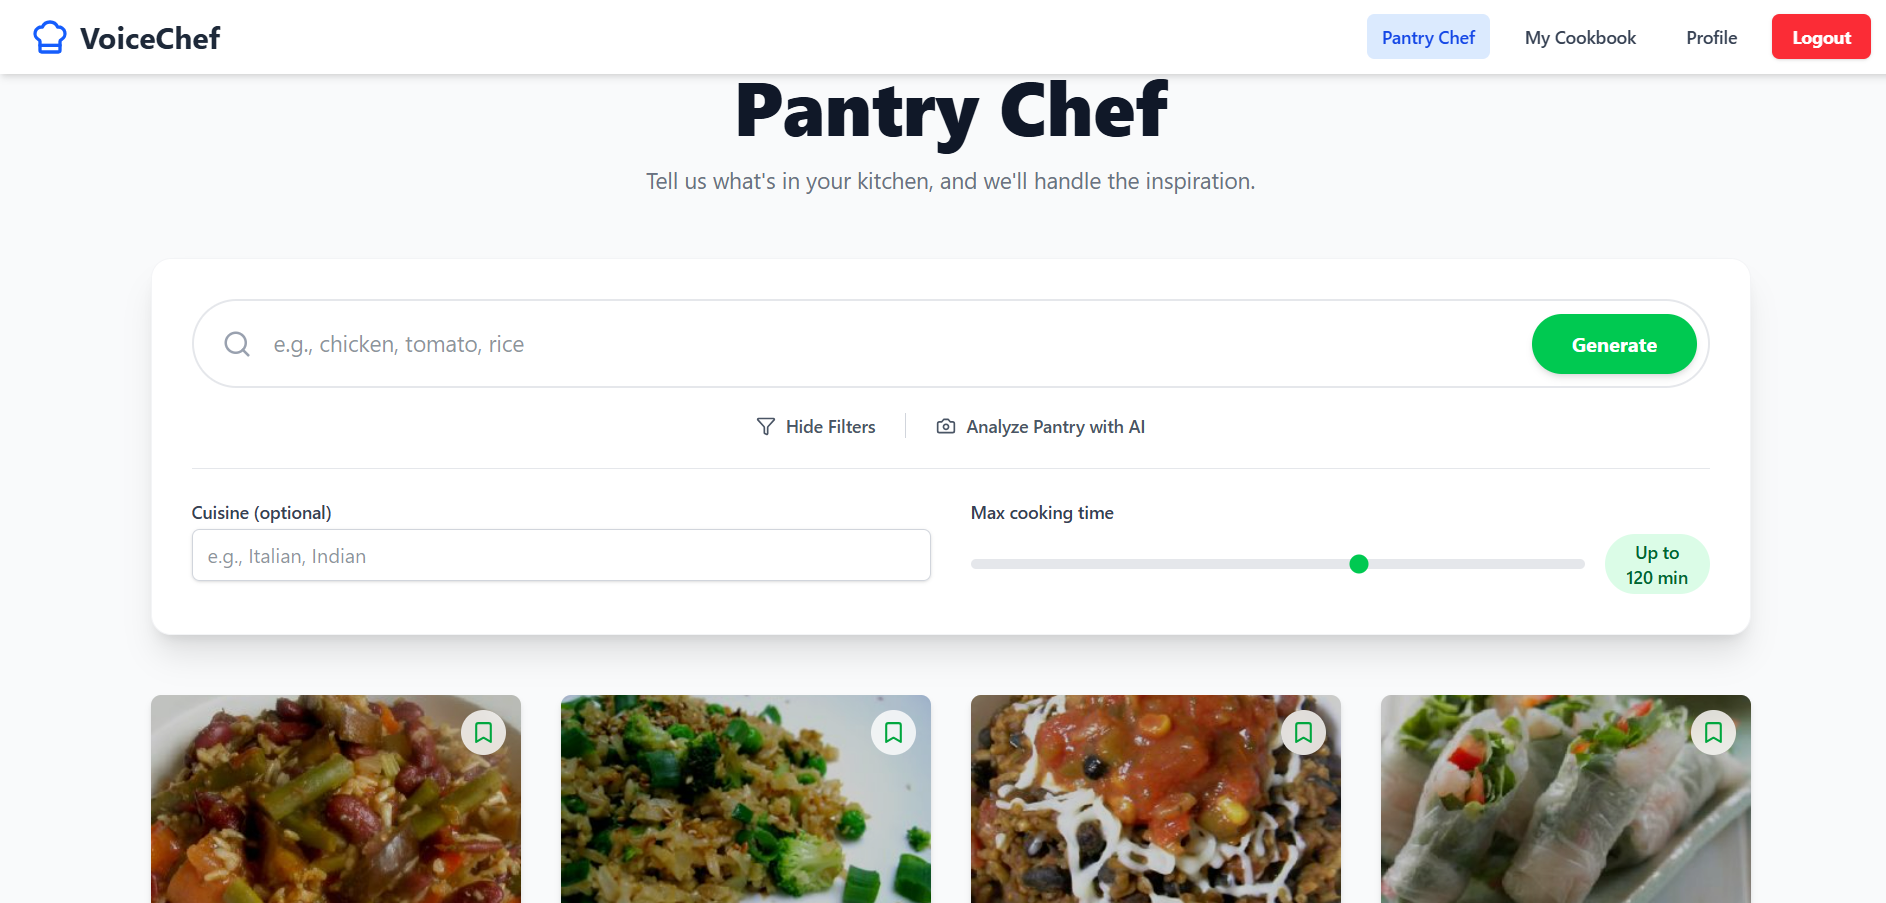 VoiceChef
Pantry Chef
My Cookbook
Profile
Logout
Pantry Chef
Tell us what's in your kitchen, and we'll handle the inspiration.
e.g., chicken, tomato, rice
Generate
Hide Filters
Analyze Pantry with AI
Cuisine (optional)
e.g., Italian, Indian
Max cooking time
Up to
120 min